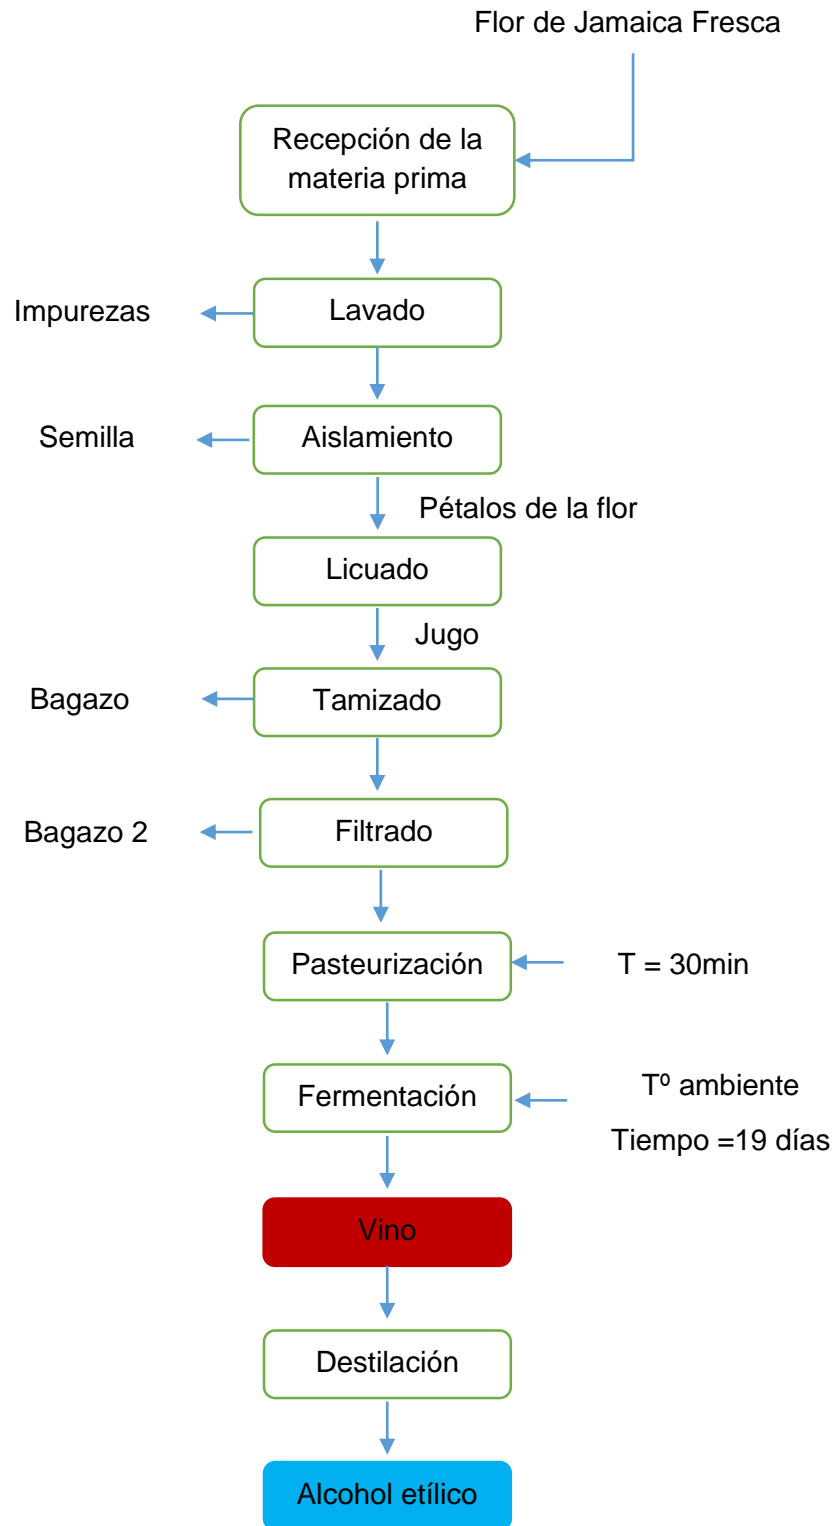 Flor de Jamaica Fresca
Recepción de la
materia prima
Impurezas
Lavado
Semilla
Aislamiento
Pétalos de la flor
Licuado
Jugo
Bagazo
Tamizado
Bagazo 2
Filtrado
Pasteurización
T = 30min
Fermentación
Tº ambiente
Tiempo =19 días
Vino
Destilación
Alcohol etílico